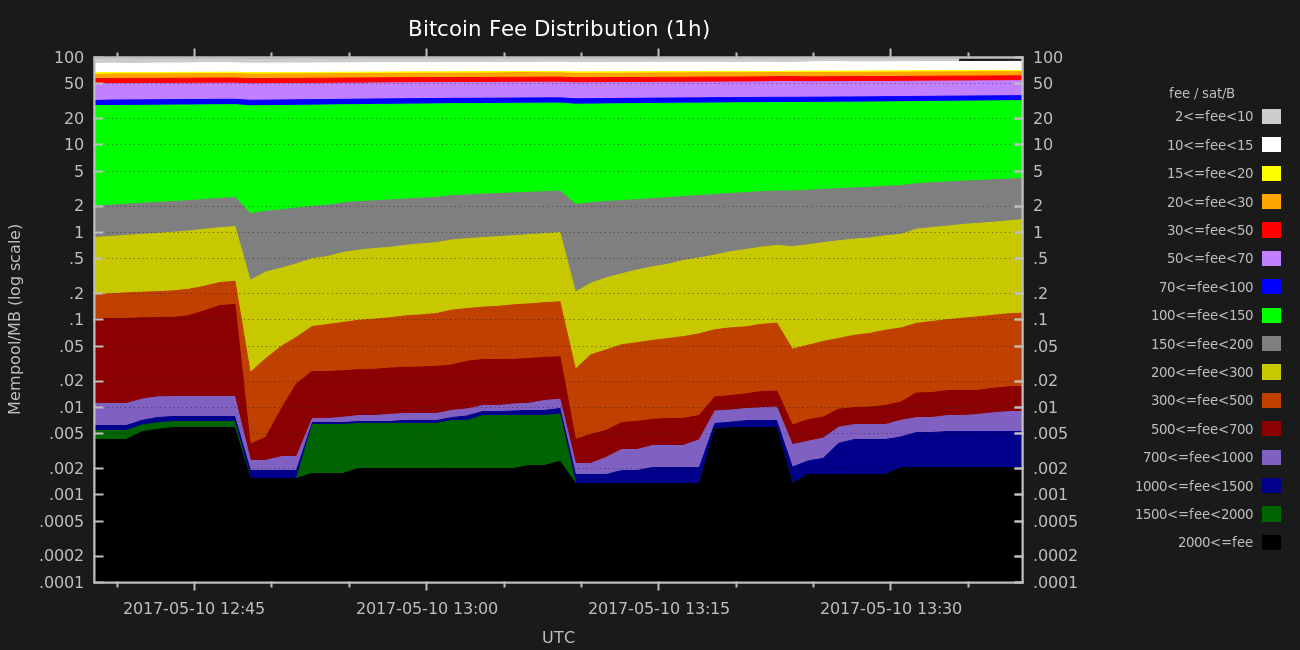 Bitcoin Fee Distribution (1h)
100
50
20
10
5
2
1
.5
.2
.1
.05
.02
.01
.005
.002
.001
.0005
.0002
.0001
Mempool/MB (log scale)
100
50
20
10
5
2
1
.5
.2
.1
.05
.02
.01
.005
.002
.001
.0005
.0002
.0001
2017-05-10 12:45
2017-05-10 13:00
2017-05-10 13:15
2017-05-10 13:30
UTC
fee / sat/B
2<=fee<10
10<=fee<15
15<=fee<20
20<=fee<30
30<=fee<50
50<=fee<70
70<=fee<100
100<=fee<150
150<=fee<200
200<=fee<300
300<=fee<500
500<=fee<700
700<=fee<1000
1000<=fee<1500
1500<=fee<2000
2000<=fee